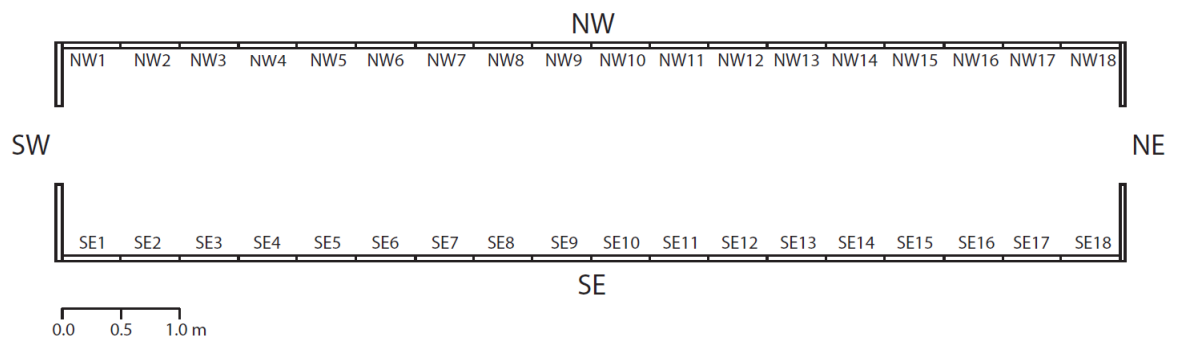 NW
NW1 NW2 NW3 NW4 NW5 NW6 NW7 NW8 NW9 NW10 NW11 NW12 NW13 NW14 NW15 NW16 NW17 NW18
SW NE
SE1 SE2 SE3 SE4 SE5 SE6 SE7 SE8 SE9 SE10 SE11 SE12 SE13 SE14 SE15 SE16 SE17 SE18
SE
0.0 0.5 1.0 m